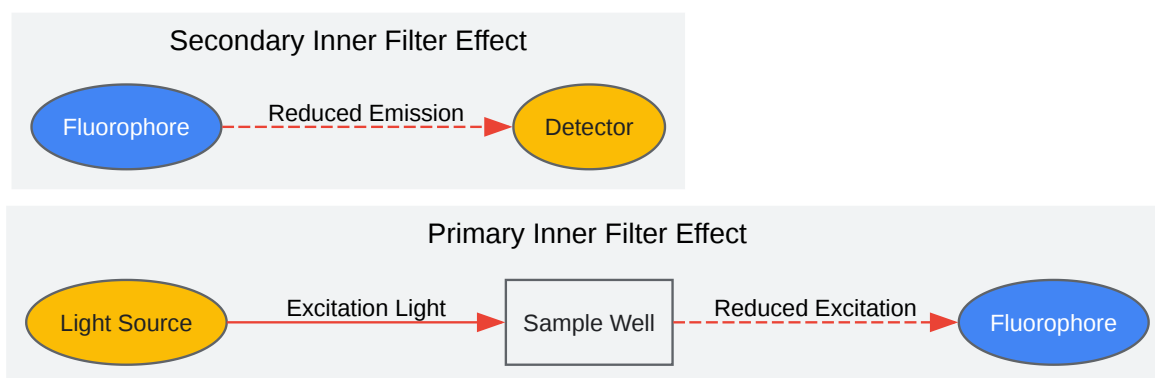 Secondary Inner Filter Effect
Fluorophore
Reduced Emission
Detector
Primary Inner Filter Effect
Light Source
Excitation Light
Sample Well
Reduced Excitation
Fluorophore